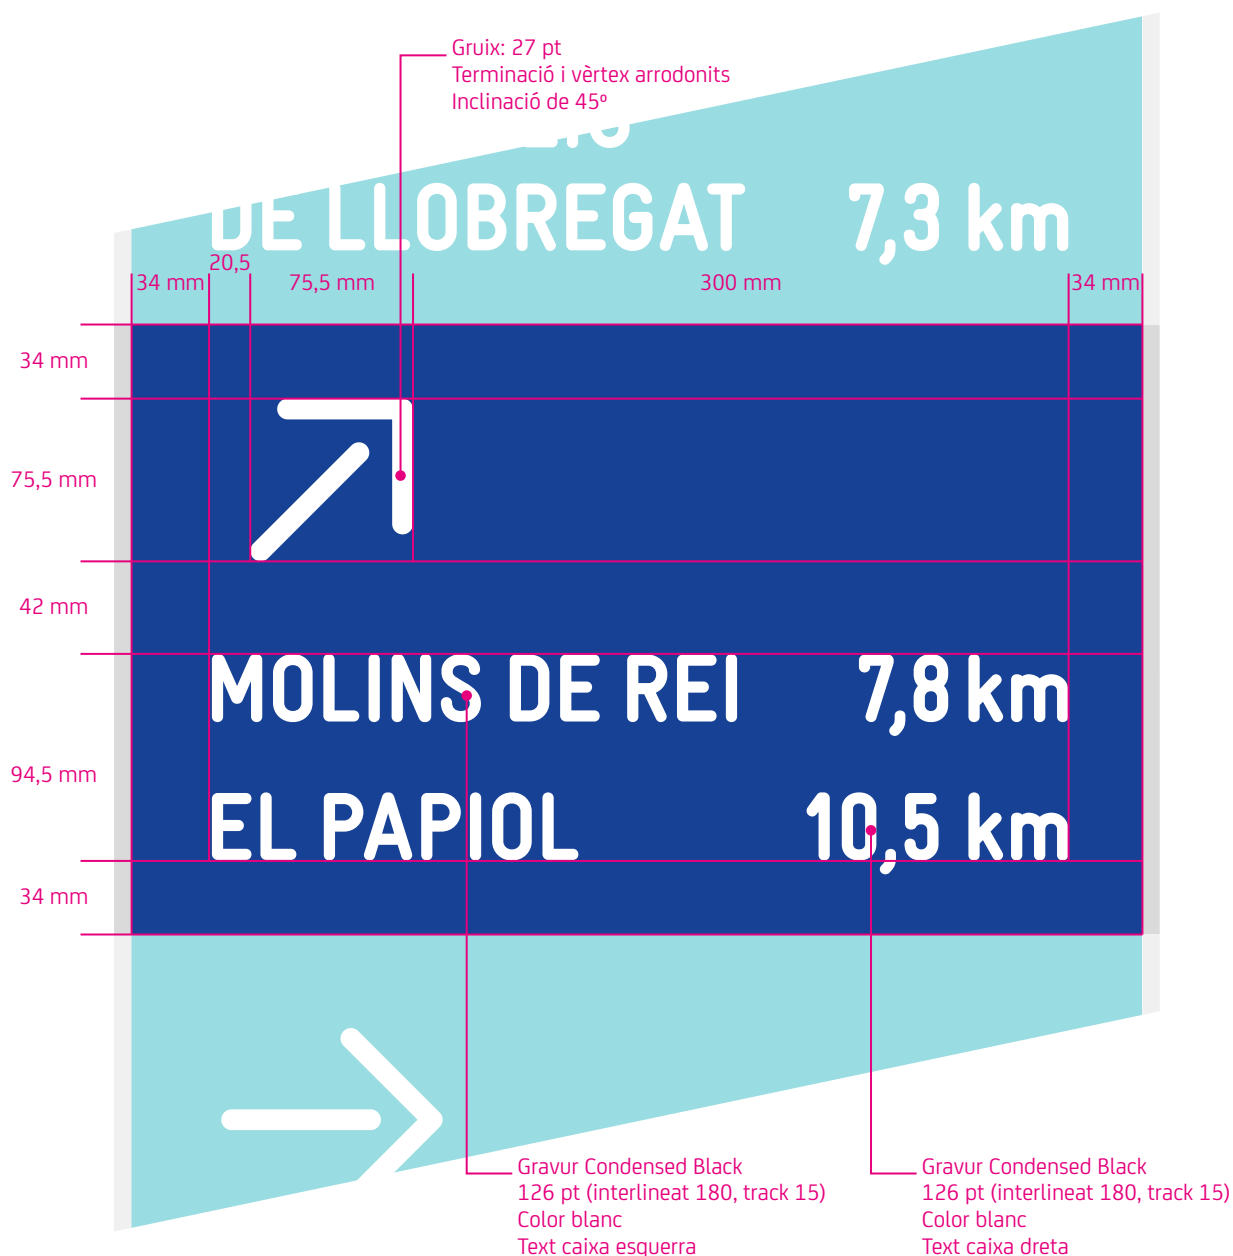 Gruix: 27 pt
Terminació i vèrtex arrodonits
Inclinació de 45º
DE LLOBREGAT 7,3 km
20,5
34 mm 75,5 mm 300 mm 34 mm
34 mm
75,5 mm
42 mm
MOLINS DE REI 7,8 km
94,5 mm
EL PAPIOL 10,5 km
34 mm
Gravur Condensed Black
126 pt (interlineat 180, track 15)
Color blanc
Text caixa esquerra
Gravur Condensed Black
126 pt (interlineat 180, track 15)
Color blanc
Text caixa dreta